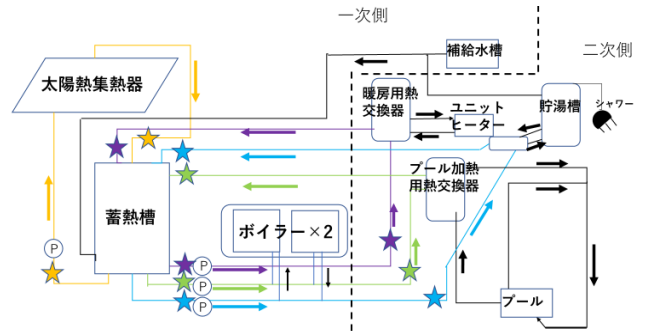 一次側
二次側
補給水槽
太陽熱集熱器
暖房用熱
交換器
ユニット
ヒーター
貯湯槽
シャワー
プール加熱
用熱交換器
蓄熱槽
ボイラー×2
P
P
P
P
プール